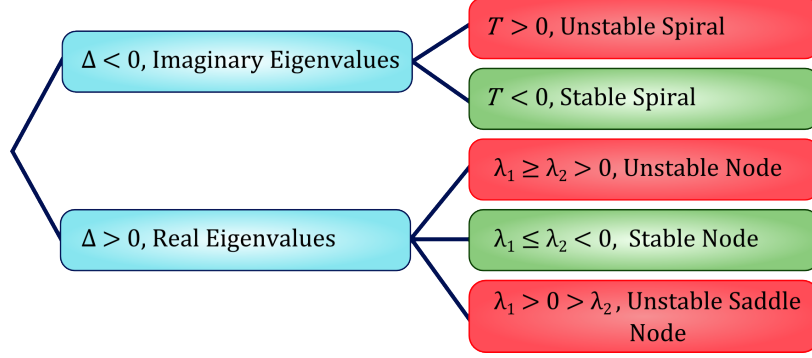 Δ < 0, Imaginary Eigenvalues
T > 0, Unstable Spiral
T < 0, Stable Spiral
Δ > 0, Real Eigenvalues
λ₁ ≥ λ₂ > 0, Unstable Node
λ₁ ≤ λ₂ < 0, Stable Node
λ₁ > 0 > λ₂, Unstable Saddle
Node